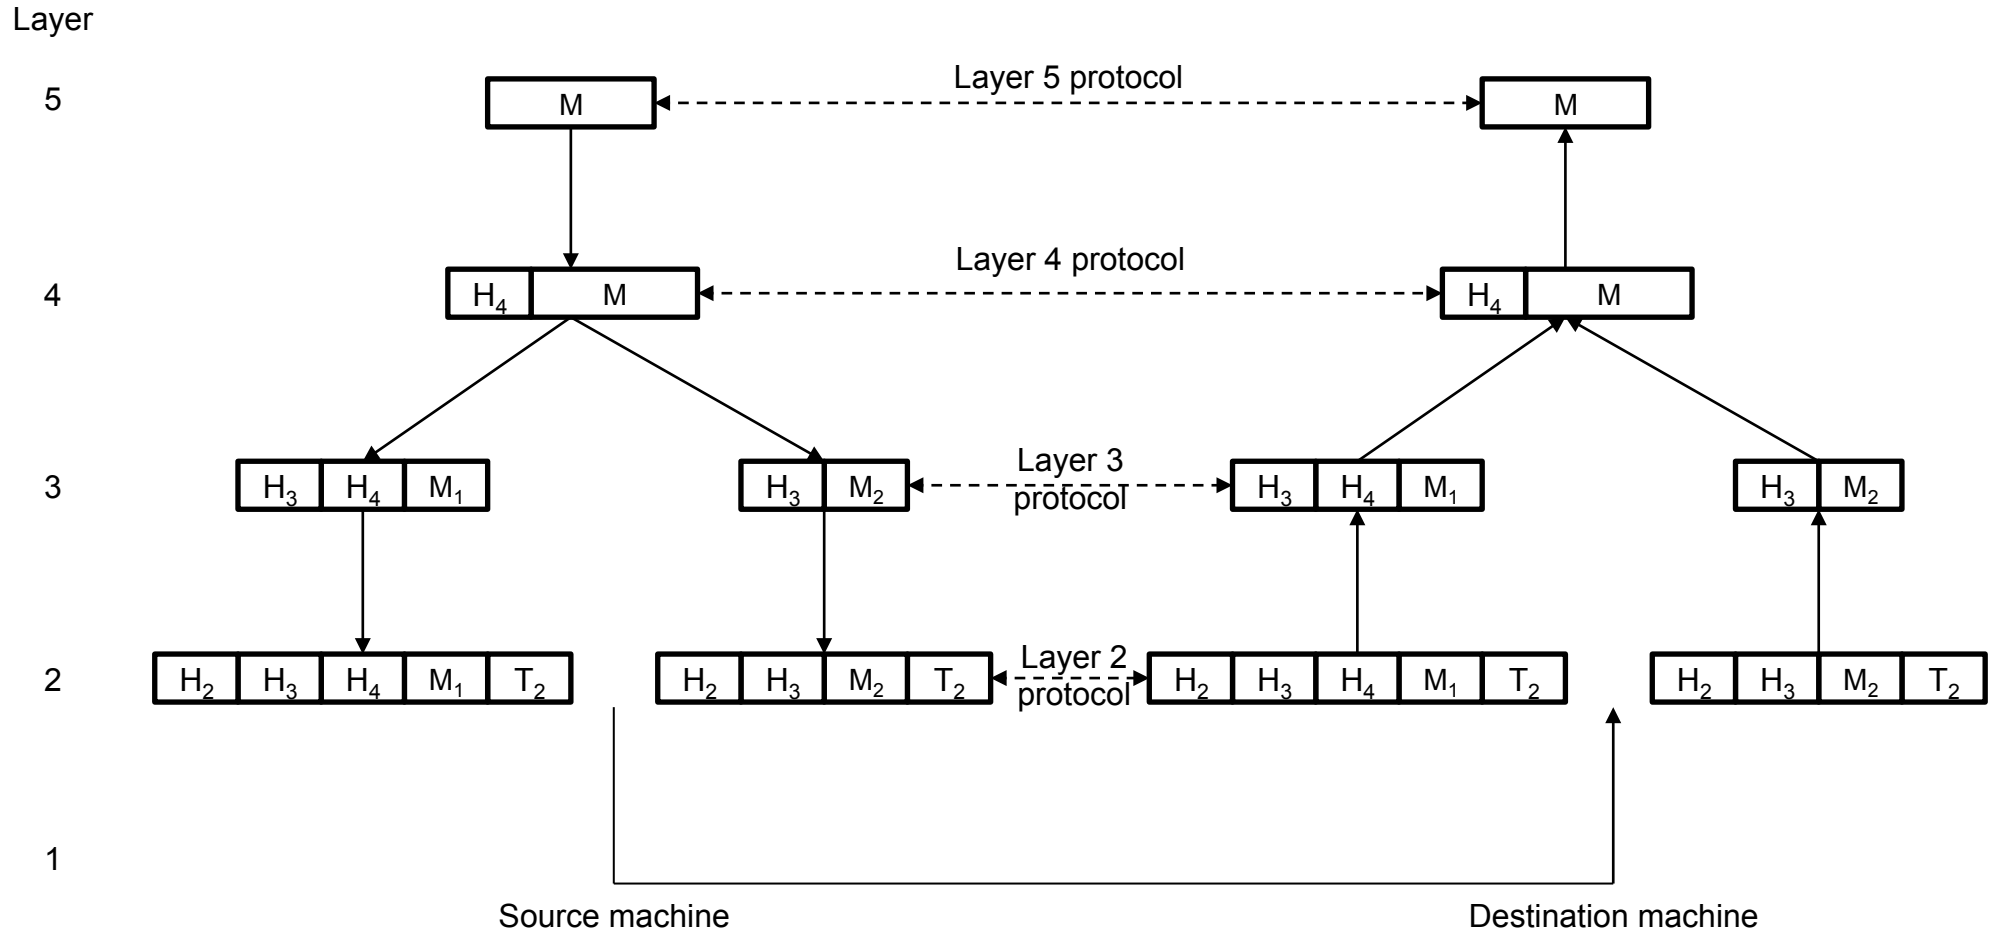 Layer
5 M Layer 5 protocol M
4 H4 M Layer 4 protocol H4 M
3 H3 H4 M1 H3 M2 Layer 3 protocol H3 H4 M1 H3 M2
2 H2 H3 H4 M1 T2 H2 H3 M2 T2 Layer 2 protocol H2 H3 H4 M1 T2 H2 H3 M2 T2
1
Source machine Destination machine